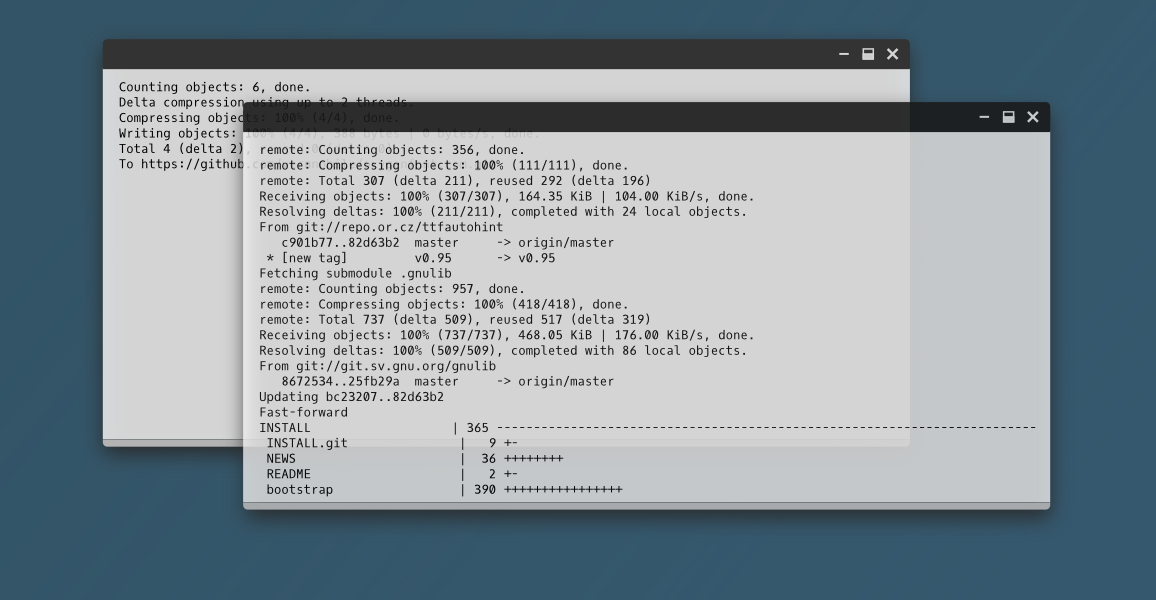 Counting objects: 6, done.
Delta compression using up to 2 threads.
Compressing objects: 100% (4/4), done.
Writing objects: 100% (4/4), 388 bytes | 0 bytes/s, done.
Total 4 (delta 2),
To https://github.
remote: Counting objects: 356, done.
remote: Compressing objects: 100% (111/111), done.
remote: Total 307 (delta 211), reused 292 (delta 196)
Receiving objects: 100% (307/307), 164.35 KiB | 104.00 KiB/s, done.
Resolving deltas: 100% (211/211), completed with 24 local objects.
From git://repo.or.cz/ttfautohint
   c901b77..82d63b2  master     -> origin/master
 * [new tag]         v0.95      -> v0.95
Fetching submodule .gnulib
remote: Counting objects: 957, done.
remote: Compressing objects: 100% (418/418), done.
remote: Total 737 (delta 509), reused 517 (delta 319)
Receiving objects: 100% (737/737), 468.05 KiB | 176.00 KiB/s, done.
Resolving deltas: 100% (509/509), completed with 86 local objects.
From git://git.sv.gnu.org/gnulib
   8672534..25fb29a  master     -> origin/master
Updating bc23207..82d63b2
Fast-forward
INSTALL                   | 365 -------------------------------------------------------------------------
 INSTALL.git               |   9 +-
 NEWS                      |  36 ++++++++
 README                    |   2 +-
 bootstrap                 | 390 ++++++++++++++++